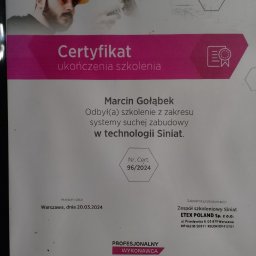 Certyfikat
ukończenia szkolenia
Marcin Gołąbek
Odbył(a) szkolenie z zakresu
systemy suchej zabudowy
w technologii Siniat.
Nr. Cert.
96/2024
Warszawa, dnia 20.03.2024
Zespół szkoleniowy Siniat
ETEX POLAND Sp. z o.o.
PROFESJONALNY
WYKONAWCA